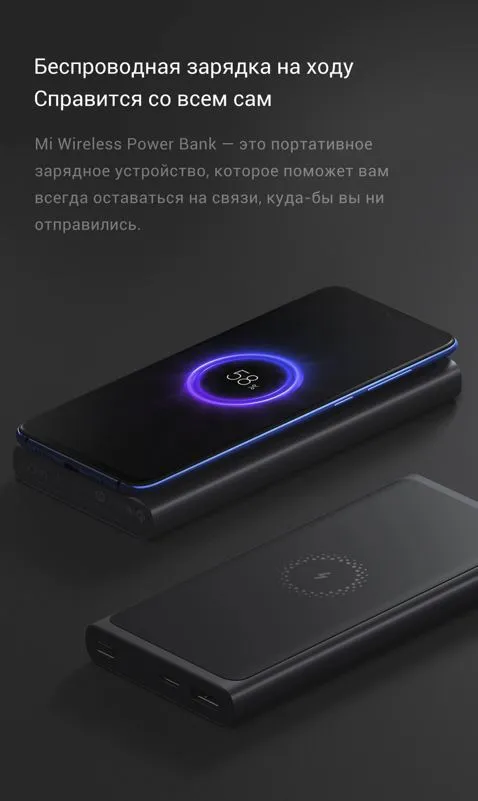 Беспроводная зарядка на ходу
Справится со всем сам
Mi Wireless Power Bank — это портативное
зарядное устройство, которое поможет вам
всегда оставаться на связи, куда-бы вы ни
отправились.
58%